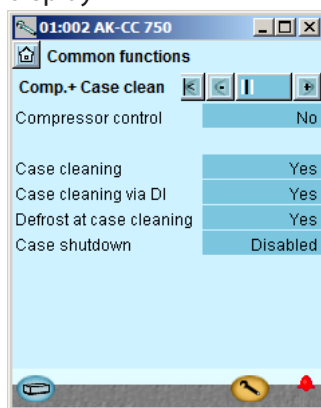 01:002 AK-CC 750
Common functions
Comp.+ Case clean
Compressor control No
Case cleaning Yes
Case cleaning via DI Yes
Defrost at case cleaning Yes
Case shutdown Disabled